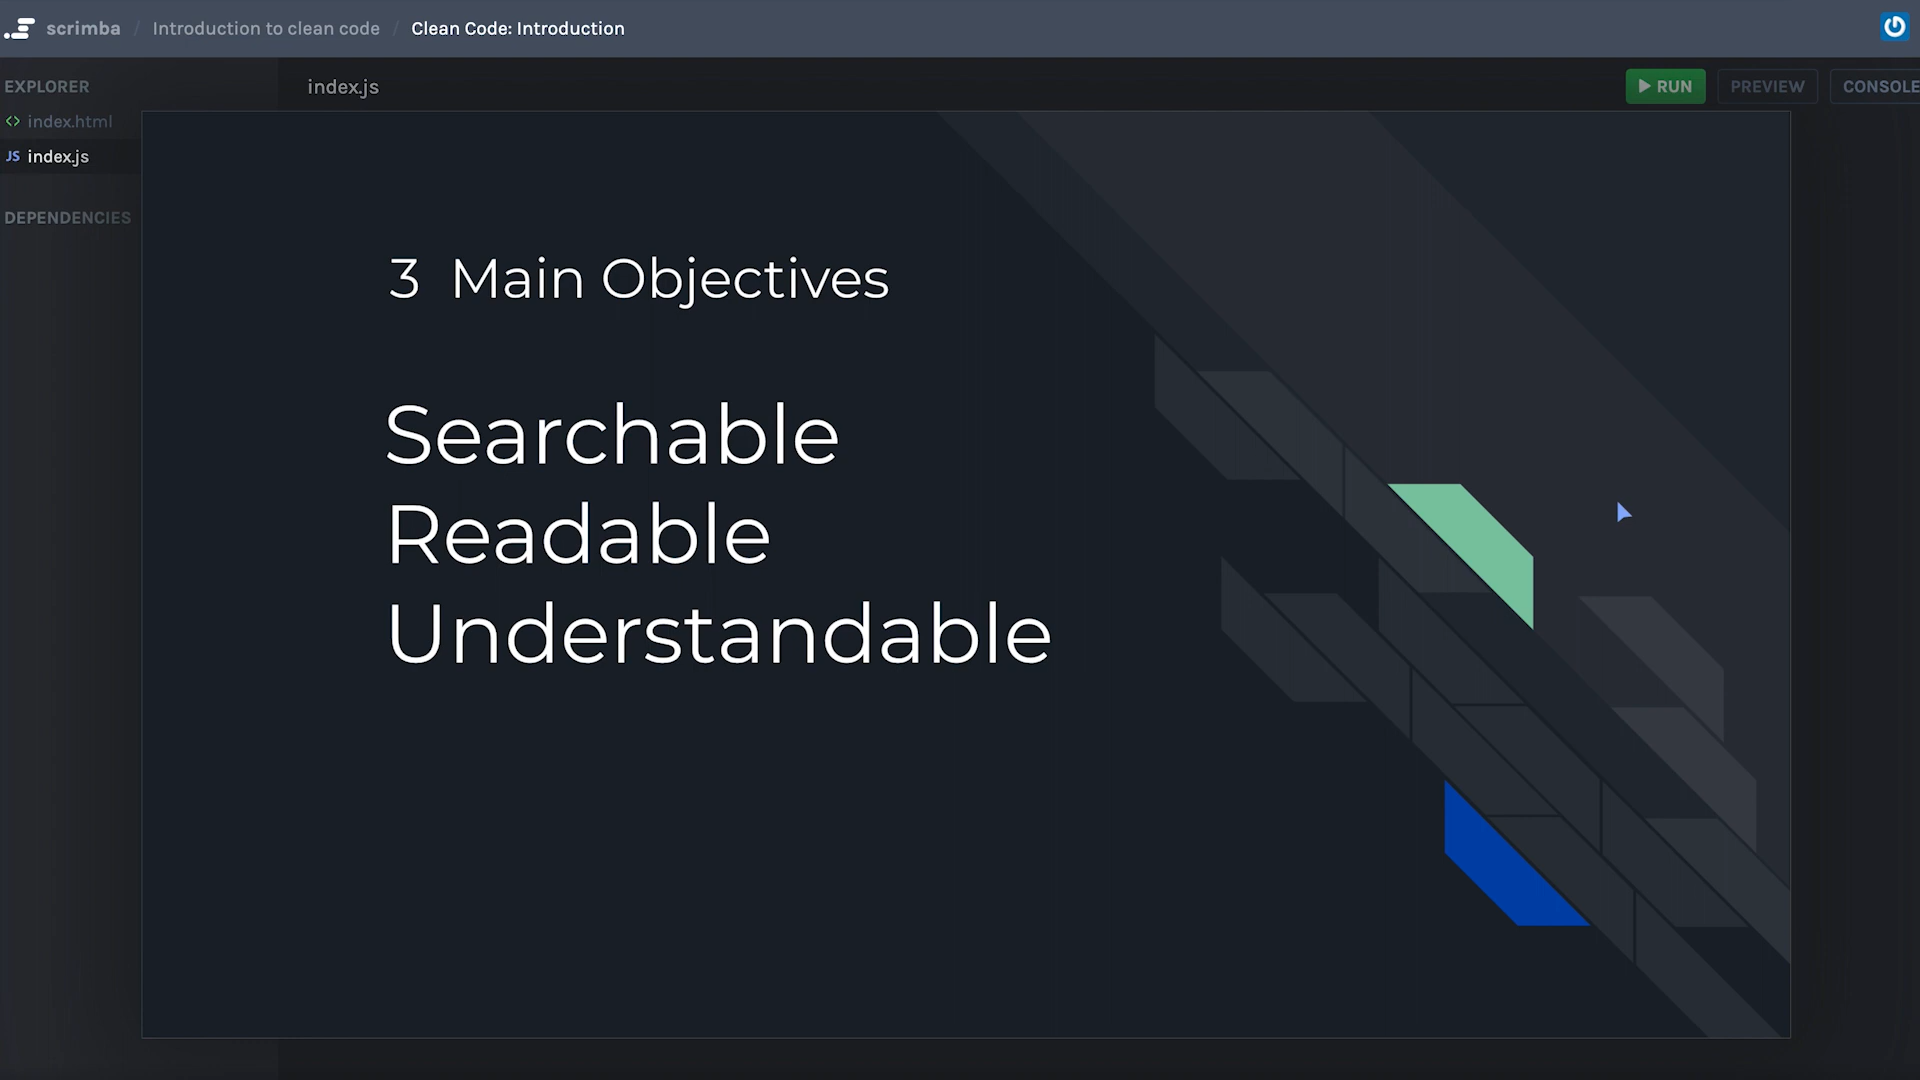 scrimba / Introduction to clean code / Clean Code: Introduction
EXPLORER
index.js
RUN
PREVIEW
CONSOLE
<> index.html
JS index.js
DEPENDENCIES
3 Main Objectives
Searchable
Readable
Understandable